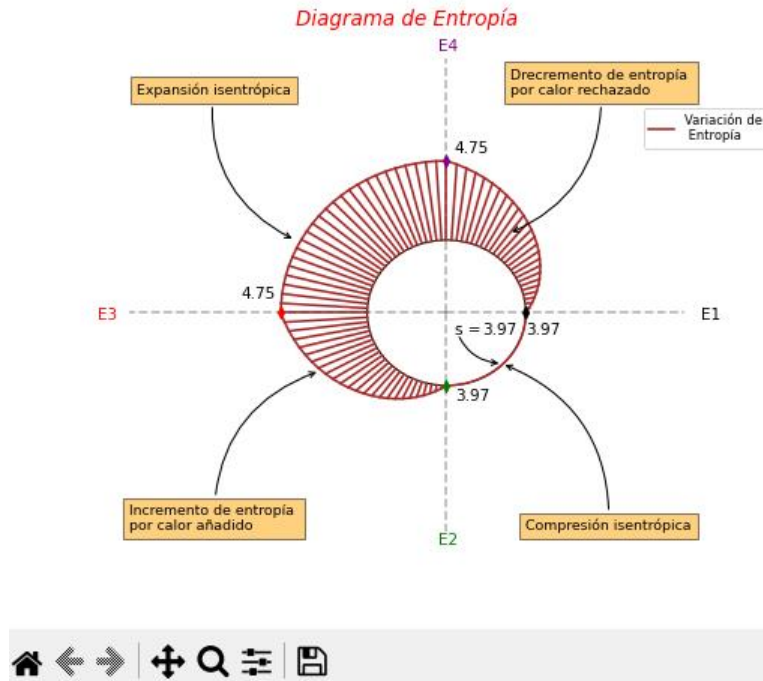 Diagrama de Entropía
E4
Expansión isentrópica
Drecremento de entropía
por calor rechazado
Variación de
Entropía
4.75
4.75
E3
E1
s = 3.97
3.97
3.97
Incremento de entropía
por calor añadido
Compresión isentrópica
E2